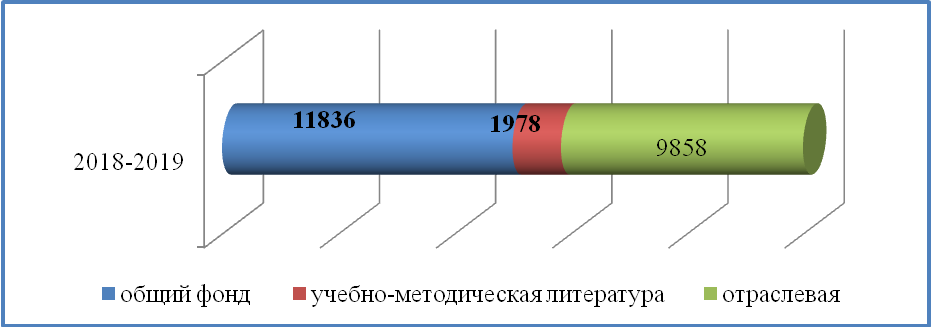 11836 1978 9858
2018-2019
общий фонд учебно-методическая литература отраслевая